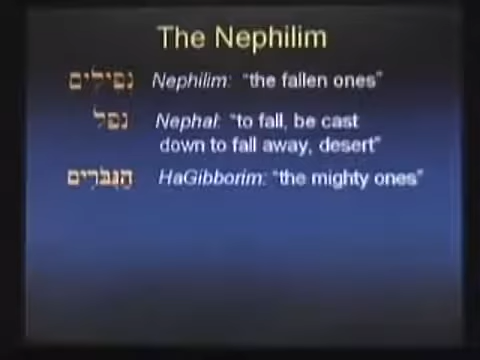 The Nephilim
נפילים Nephilim: “the fallen ones”
נפל Nephal: “to fall, be cast
down to fall away, desert”
הַגִּבֹּרִים HaGibborim: “the mighty ones”